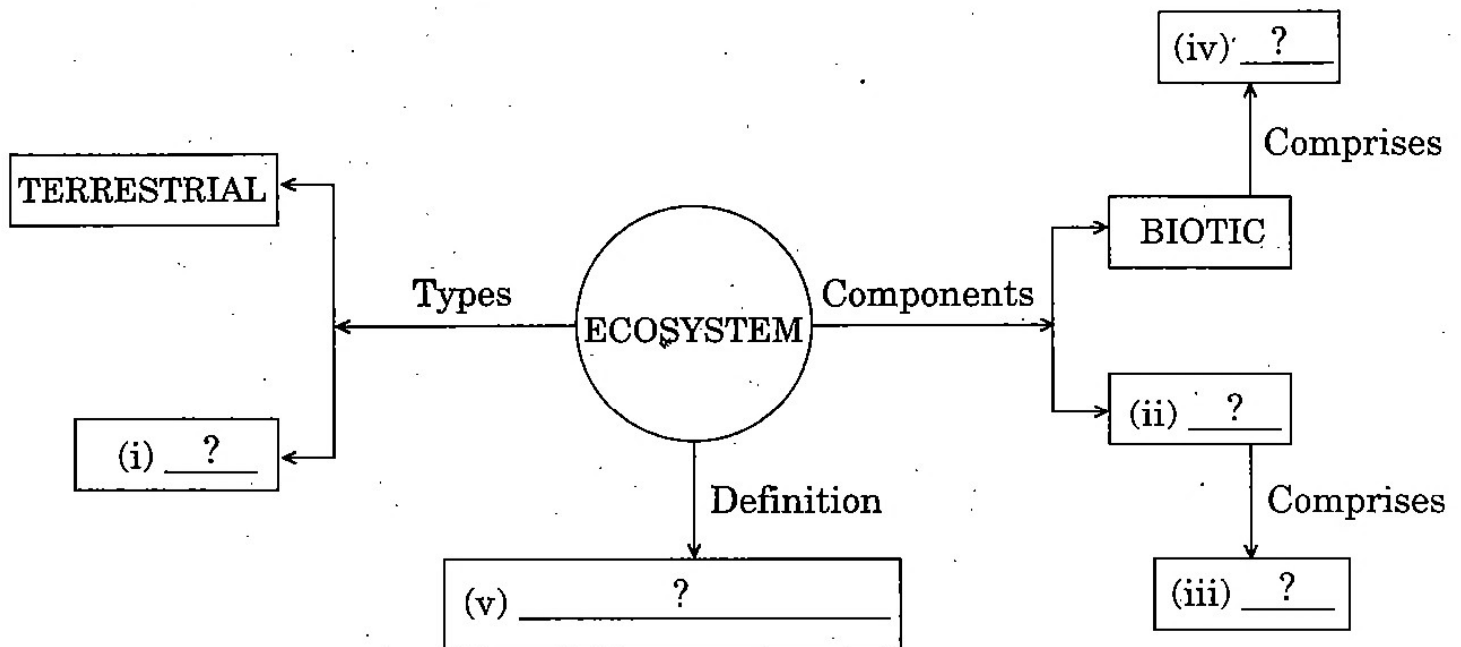 (iv) ?
Comprises
TERRESTRIAL
BIOTIC
Types
Components
ECOSYSTEM
(i) ?
(ii) ?
Definition
Comprises
(v) ?
(iii) ?